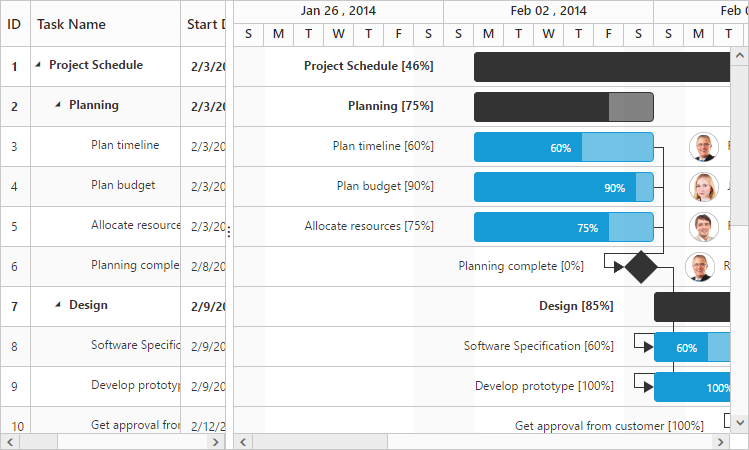 ID Task Name Start D
Jan 26 , 2014 Feb 02 , 2014 Feb 0
S M T W T F S S M T W T F S S M T
1 Project Schedule 2/3/20 Project Schedule [46%]
2 Planning 2/3/20 Planning [75%]
3 Plan timeline 2/3/20 Plan timeline [60%] 60%
4 Plan budget 2/3/20 Plan budget [90%] 90%
5 Allocate resource 2/3/20 Allocate resources [75%] 75%
6 Planning comple 2/8/20 Planning complete [0%] R
7 Design 2/9/20 Design [85%]
8 Software Specific 2/9/20 Software Specification [60%] 60%
9 Develop prototyp 2/9/20 Develop prototype [100%] 100%
10 Get approval from 2/12/2 Get approval from customer [100%]